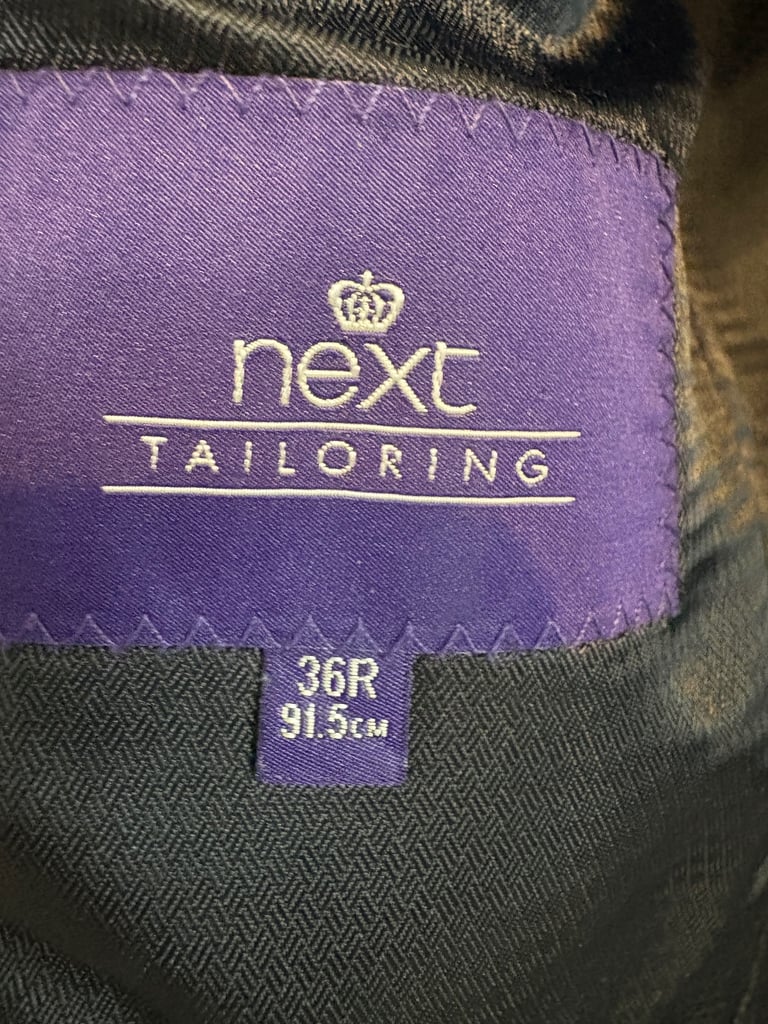 next
TAILORING
36R
91.5CM